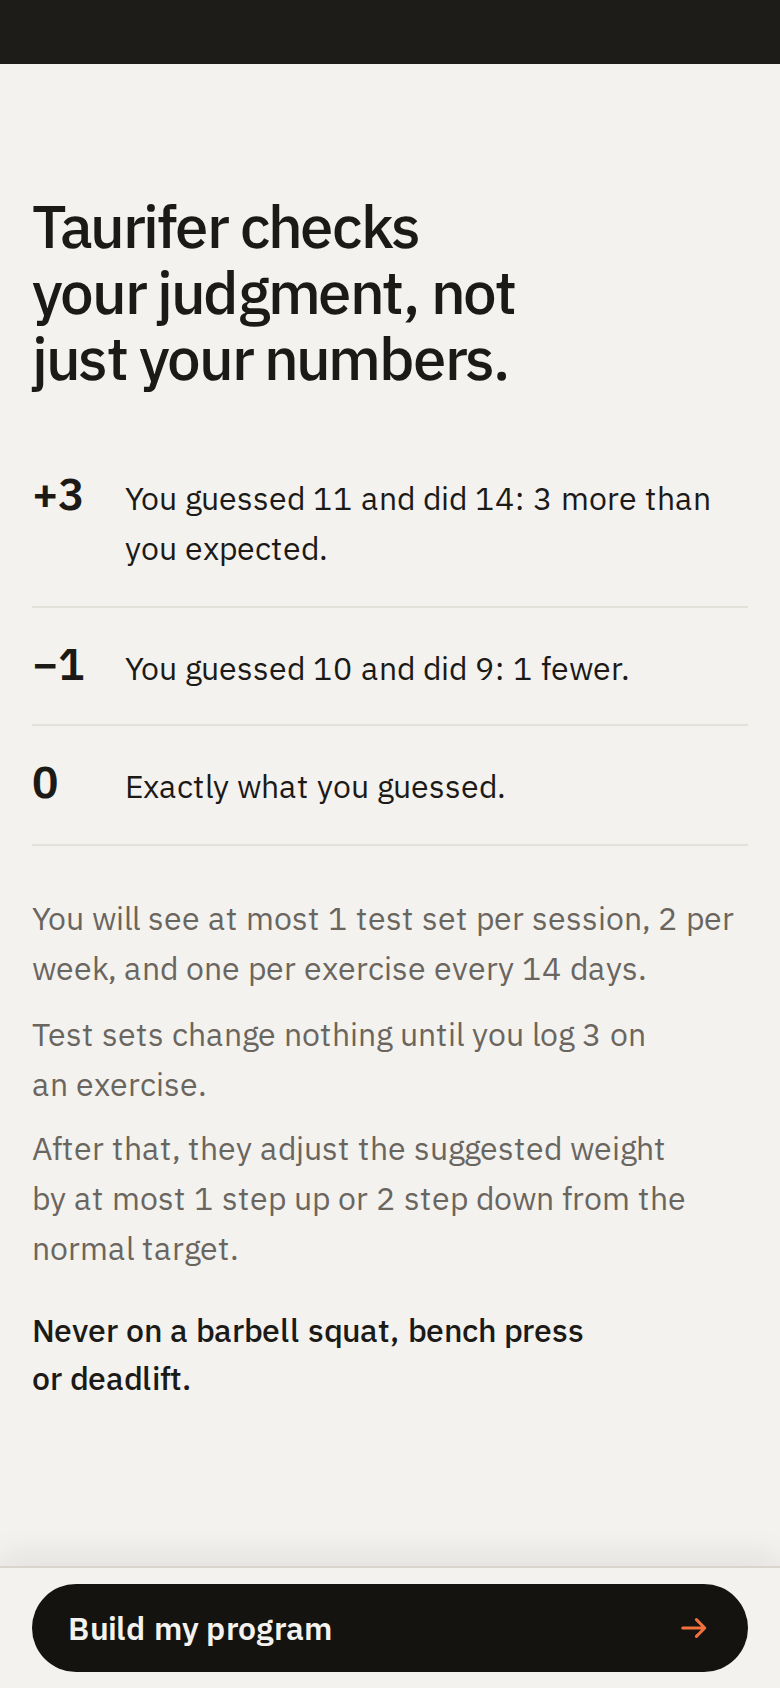 Taurifer checks
your judgment, not
just your numbers.
+3 You guessed 11 and did 14: 3 more than
you expected.
−1 You guessed 10 and did 9: 1 fewer.
0 Exactly what you guessed.
You will see at most 1 test set per session, 2 per
week, and one per exercise every 14 days.
Test sets change nothing until you log 3 on
an exercise.
After that, they adjust the suggested weight
by at most 1 step up or 2 step down from the
normal target.
Never on a barbell squat, bench press
or deadlift.
Build my program →